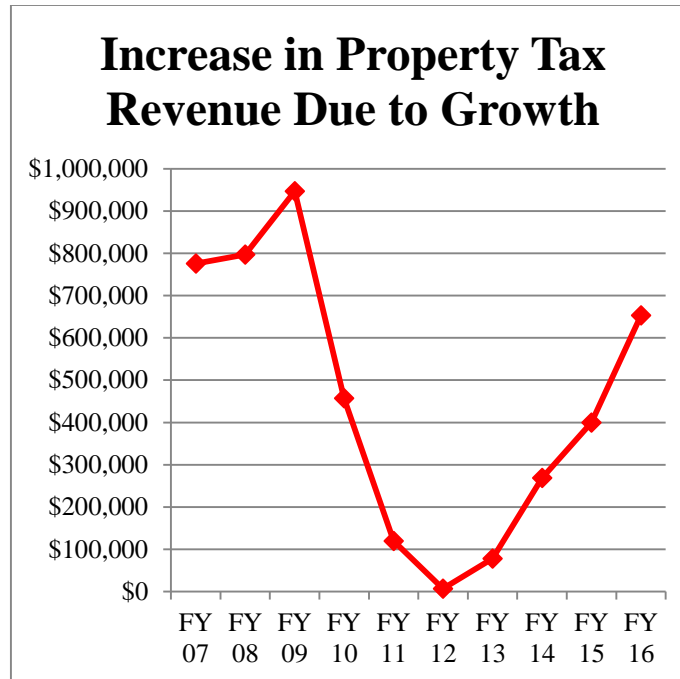 Increase in Property Tax
Revenue Due to Growth
$1,000,000
$900,000
$800,000
$700,000
$600,000
$500,000
$400,000
$300,000
$200,000
$100,000
$0
FY FY FY FY FY FY FY FY FY FY
07 08 09 10 11 12 13 14 15 16